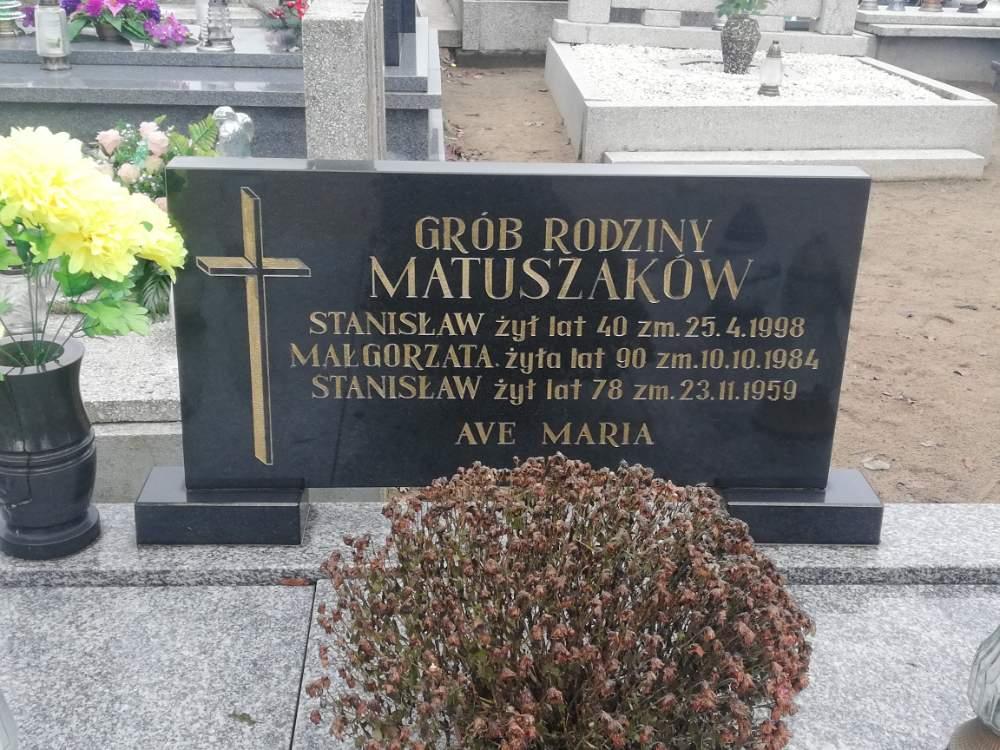 GRÓB RODZINY
MATUSZAKÓW
STANISŁAW żył lat 40 zm. 25. 4. 1998
MAŁGORZATA. żyła lat 90 zm. 10.10.1984
STANISŁAW żył lat 78 zm. 23.11.1959
AVE MARIA